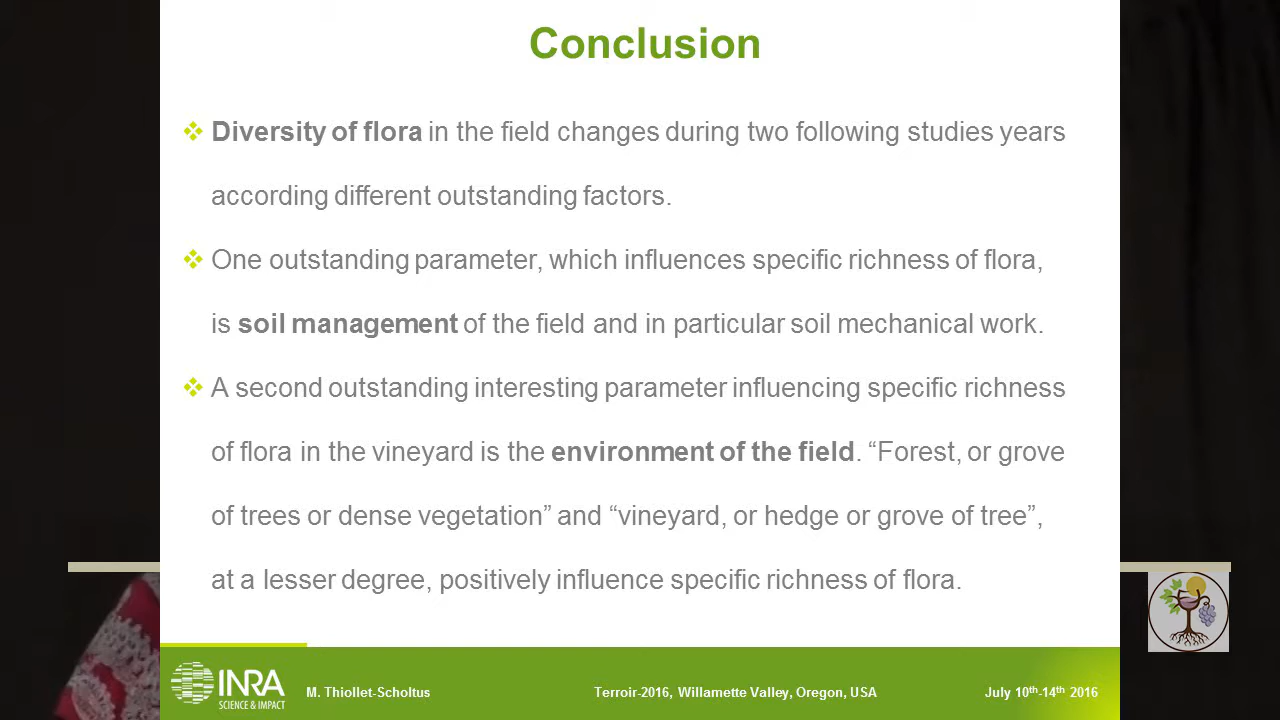 Conclusion
Diversity of flora in the field changes during two following studies years
according different outstanding factors.
One outstanding parameter, which influences specific richness of flora,
is soil management of the field and in particular soil mechanical work.
A second outstanding interesting parameter influencing specific richness
of flora in the vineyard is the environment of the field. “Forest, or grove
of trees or dense vegetation” and “vineyard, or hedge or grove of tree”,
at a lesser degree, positively influence specific richness of flora.
INRA
SCIENCE & IMPACT
M. Thiollet-Scholtus
Terroir-2016, Willamette Valley, Oregon, USA
July 10th-14th 2016